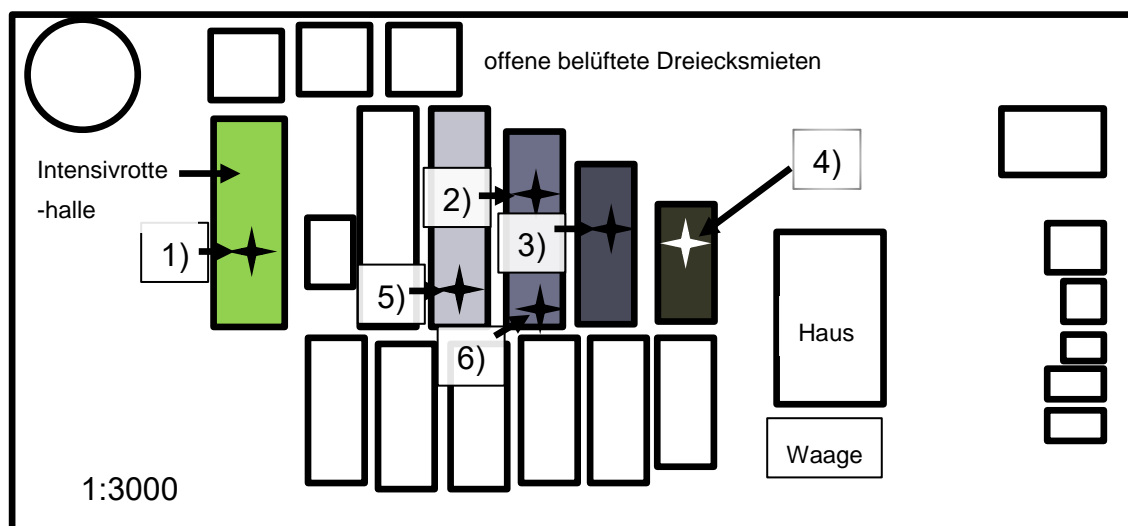 offene belüftete Dreiecksmieten
Intensivrotte
-halle
4)
2)
3)
1)
5)
6)
Haus
Waage
1:3000